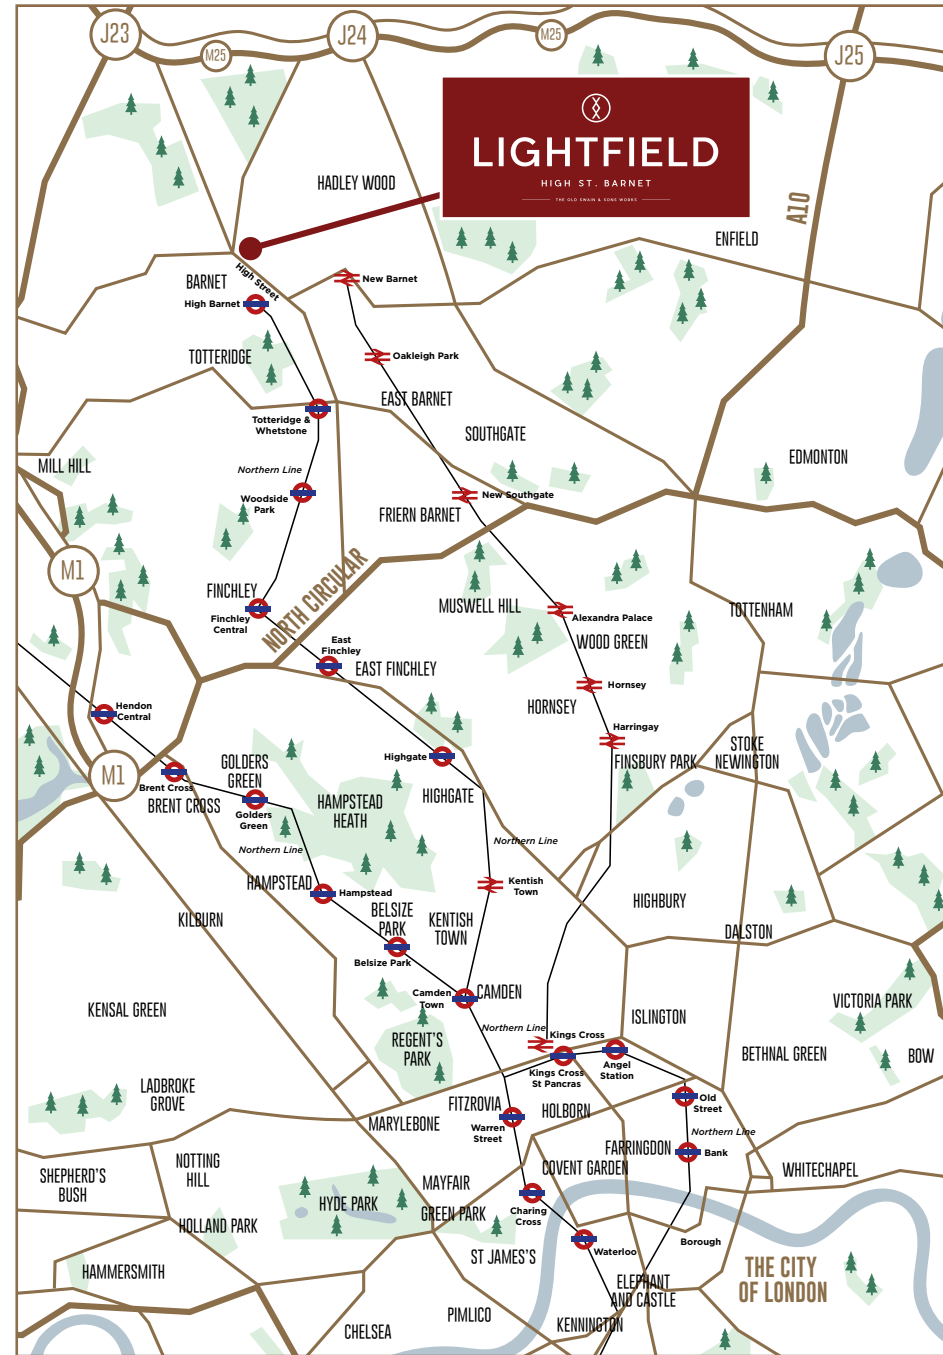 J23
M25
J24
M25
J25
LIGHTFIELD
HIGH ST. BARNET
THE OLD SWAIN & SONS WORKS
HADLEY WOOD
A10
ENFIELD
BARNET
High Street
High Barnet
New Barnet
TOTTERIDGE
Oakleigh Park
EAST BARNET
Totteridge &
Whetstone
SOUTHGATE
MILL HILL
Northern Line
EDMONTON
Woodside
Park
New Southgate
FRIERN BARNET
M1
NORTH CIRCULAR
FINCHLEY
Finchley
Central
MUSWELL HILL
Alexandra Palace
TOTTENHAM
WOOD GREEN
East
Finchley
EAST FINCHLEY
Hornsey
HORNSEY
Hendon
Central
Harringay
Highgate
FINSBURY PARK
STOKE
NEWINGTON
M1
GOLDERS
GREEN
Brent Cross
BRENT CROSS
HIGHGATE
HAMPSTEAD
HEATH
Golders
Green
Northern Line
Northern Line
HAMPSTEAD
Hampstead
Kentish
Town
HIGHBURY
KILBURN
BELSIZE
PARK
KENTISH
TOWN
DALSTON
Belsize Park
Camden
Town
CAMDEN
KENSAL GREEN
VICTORIA PARK
ISLINGTON
Northern Line
Kings Cross
REGENT'S
PARK
BETHNAL GREEN
BOW
Kings Cross
St Pancras
Angel
Station
LADBROKE
GROVE
Old
Street
FITZROVIA
HOLBORN
MARYLEBONE
Warren
Street
Northern Line
FARRINGDON
Bank
SHEPHERD'S
BUSH
NOTTING
HILL
COVENT GARDEN
WHITECHAPEL
MAYFAIR
HYDE PARK
GREEN PARK
Charing
Cross
HOLLAND PARK
ST JAMES'S
Waterloo
Borough
HAMMERSMITH
THE CITY
OF LONDON
ELEPHANT
AND CASTLE
PIMLICO
KENNINGTON
CHELSEA